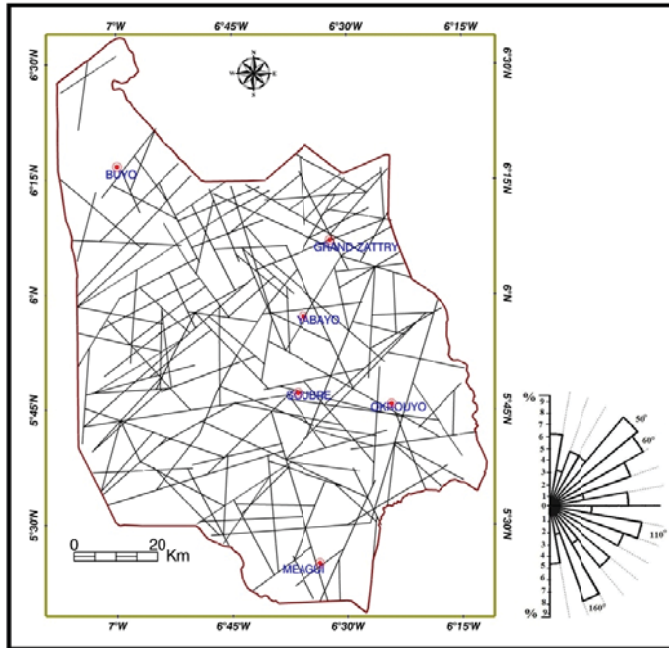 7°W 6°45'W 6°30'W 6°15'W
N
W E
S
6°30'N 6°30'N
BUYO
6°15'N 6°15'N
GRAND-ZATTRY
6°N 6°N
YABAYO
SOUBRE
OKROUYO
5°45'N 5°45'N
5°30'N 5°30'N
0 20
Km
MEAGUI
7°W 6°45'W 6°30'W 6°15'W
%
9
8
7
6
5
4
3
2
1
0
1
2
3
4
5
6
7
8
9
%
50°
60°
110°
160°